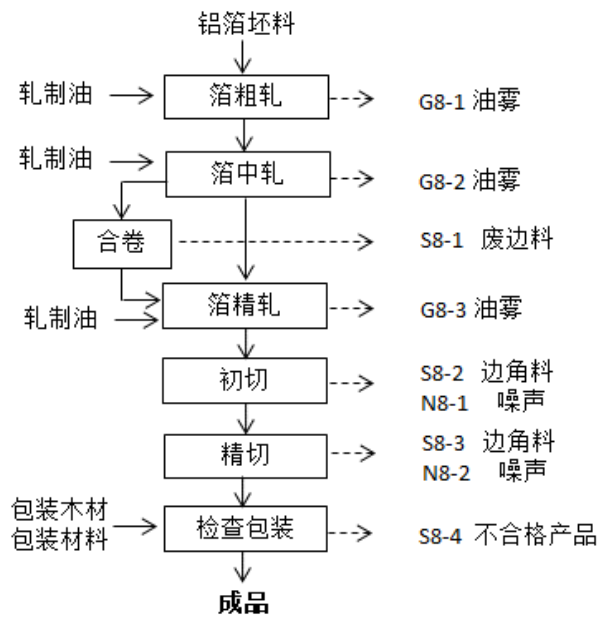 铝箔坯料
轧制油
箔粗轧
G8-1 油雾
轧制油
箔中轧
G8-2 油雾
合卷
S8-1 废边料
轧制油
箔精轧
G8-3 油雾
初切
S8-2 边角料
N8-1 噪声
精切
S8-3 边角料
N8-2 噪声
包装木材
包装材料
检查包装
S8-4 不合格产品
成品